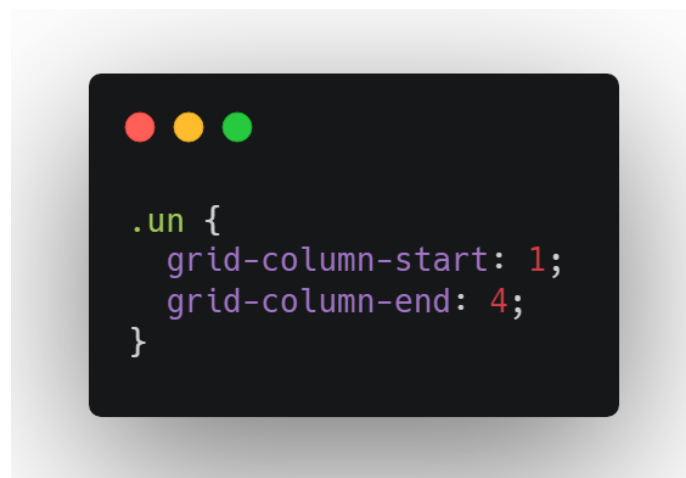 .un {
  grid-column-start: 1;
  grid-column-end: 4;
}